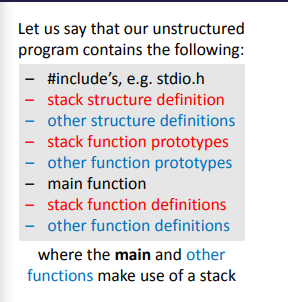 Let us say that our unstructured
program contains the following:
– #include's, e.g. stdio.h
– stack structure definition
– other structure definitions
– stack function prototypes
– other function prototypes
– main function
– stack function definitions
– other function definitions
where the main and other
functions make use of a stack